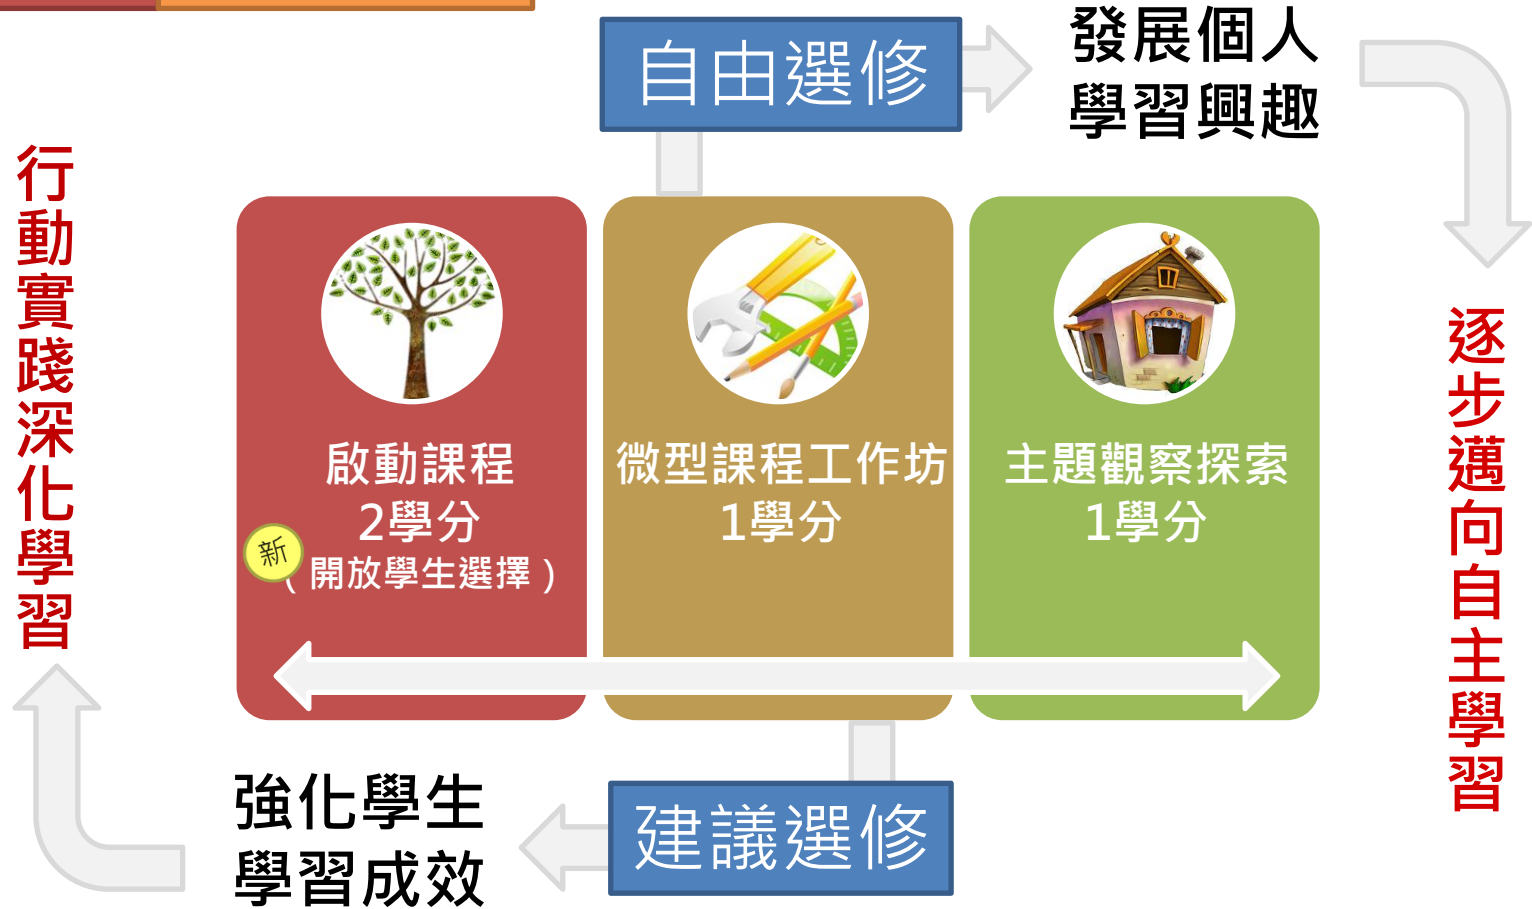 自由選修
發展個人
學習興趣
行動實踐深化學習
啟動課程
2學分
新
（開放學生選擇）
微型課程工作坊
1學分
主題觀察探索
1學分
逐步邁向自主學習
強化學生
學習成效
建議選修